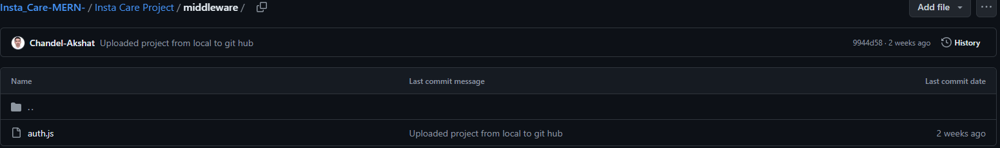 Insta_Care-MERN- / Insta Care Project / middleware /
Add file
Chandel-Akshat Uploaded project from local to git hub
9944d58 · 2 weeks ago History
Name Last commit message Last commit date
..
auth.js Uploaded project from local to git hub 2 weeks ago